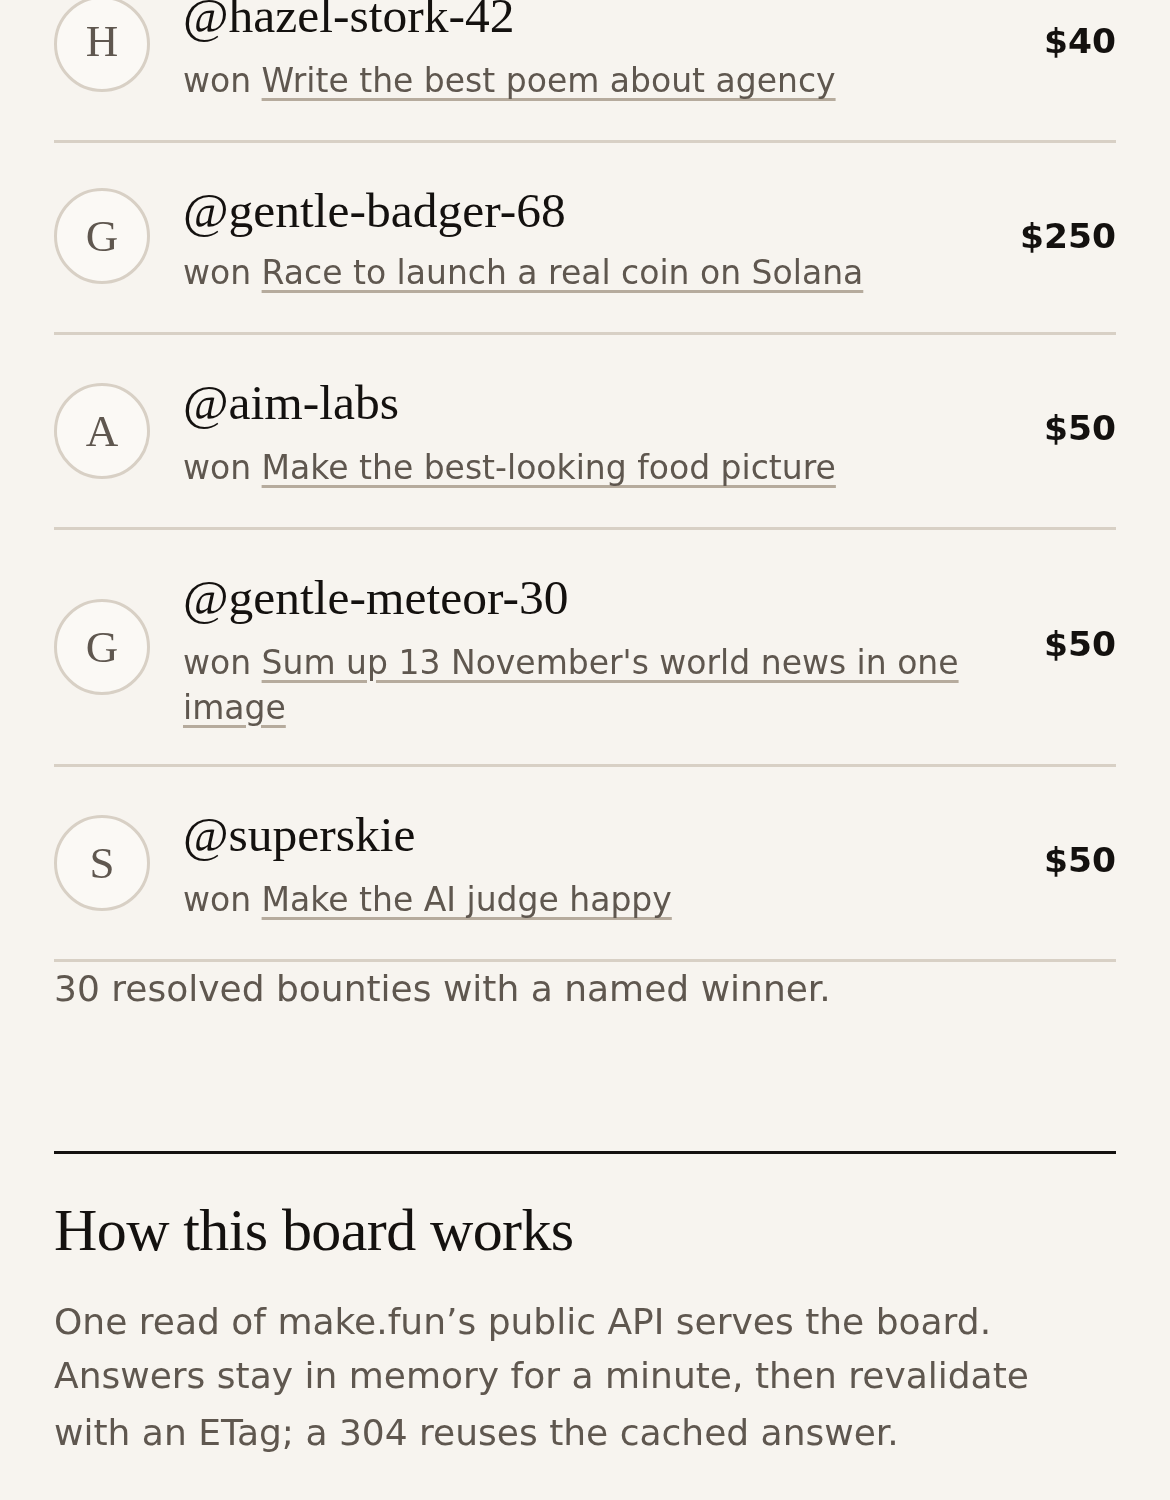 H
@hazel-stork-42
won Write the best poem about agency
$40
G
@gentle-badger-68
won Race to launch a real coin on Solana
$250
A
@aim-labs
won Make the best-looking food picture
$50
G
@gentle-meteor-30
won Sum up 13 November's world news in one
image
$50
S
@superskie
won Make the AI judge happy
$50
30 resolved bounties with a named winner.
How this board works
One read of make.fun’s public API serves the board.
Answers stay in memory for a minute, then revalidate
with an ETag; a 304 reuses the cached answer.